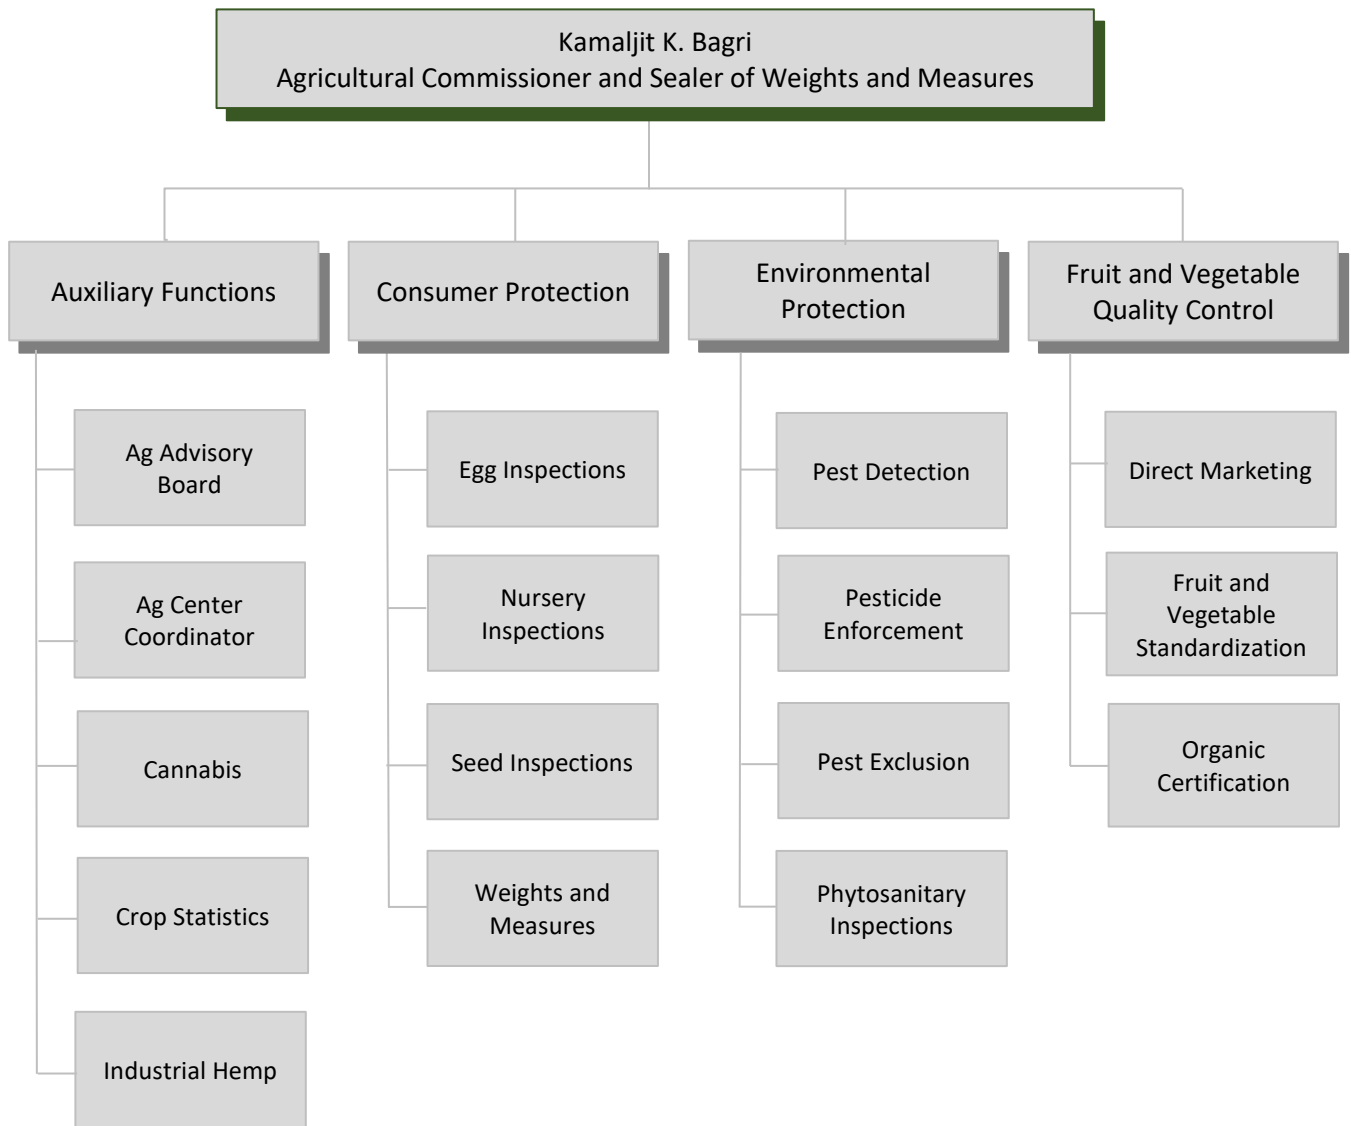 Kamaljit K. Bagri
Agricultural Commissioner and Sealer of Weights and Measures
Auxiliary Functions
Consumer Protection
Environmental
Protection
Fruit and Vegetable
Quality Control
Ag Advisory
Board
Ag Center
Coordinator
Cannabis
Crop Statistics
Industrial Hemp
Egg Inspections
Nursery
Inspections
Seed Inspections
Weights and
Measures
Pest Detection
Pesticide
Enforcement
Pest Exclusion
Phytosanitary
Inspections
Direct Marketing
Fruit and
Vegetable
Standardization
Organic
Certification